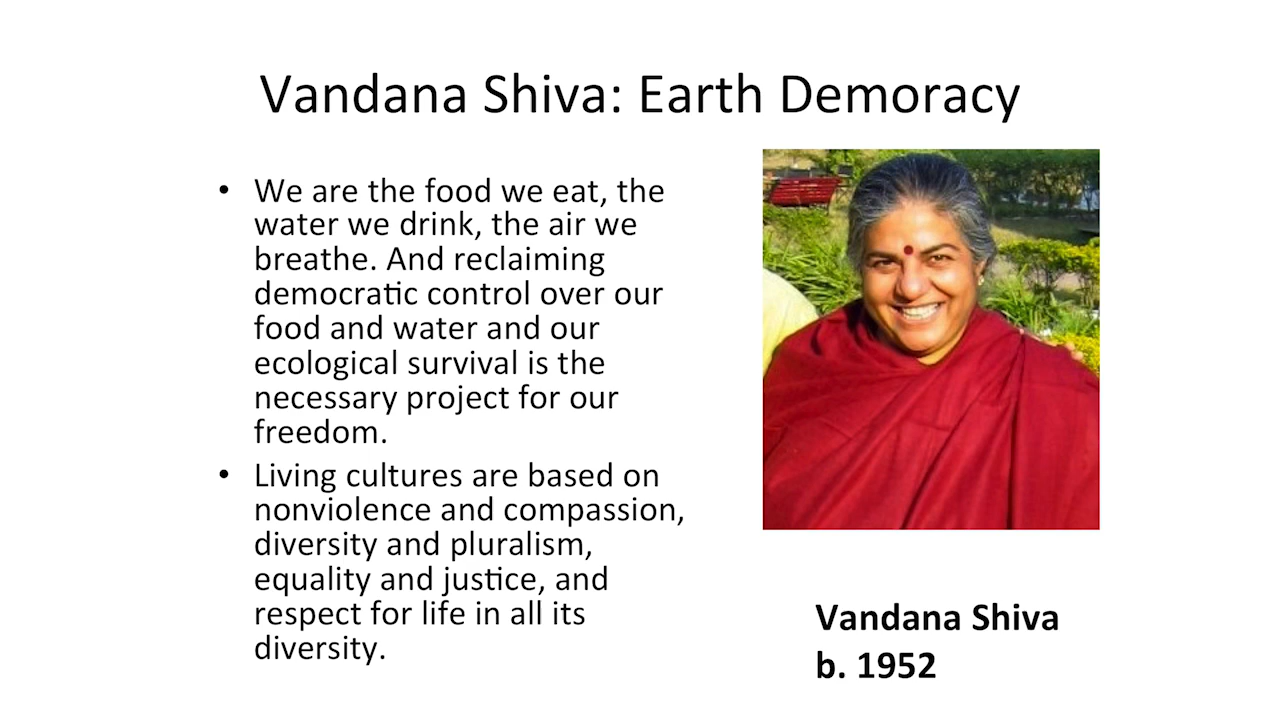 Vandana Shiva: Earth Demoracy
• We are the food we eat, the
water we drink, the air we
breathe. And reclaiming
democratic control over our
food and water and our
ecological survival is the
necessary project for our
freedom.
• Living cultures are based on
nonviolence and compassion,
diversity and pluralism,
equality and justice, and
respect for life in all its
diversity.
Vandana Shiva
b. 1952